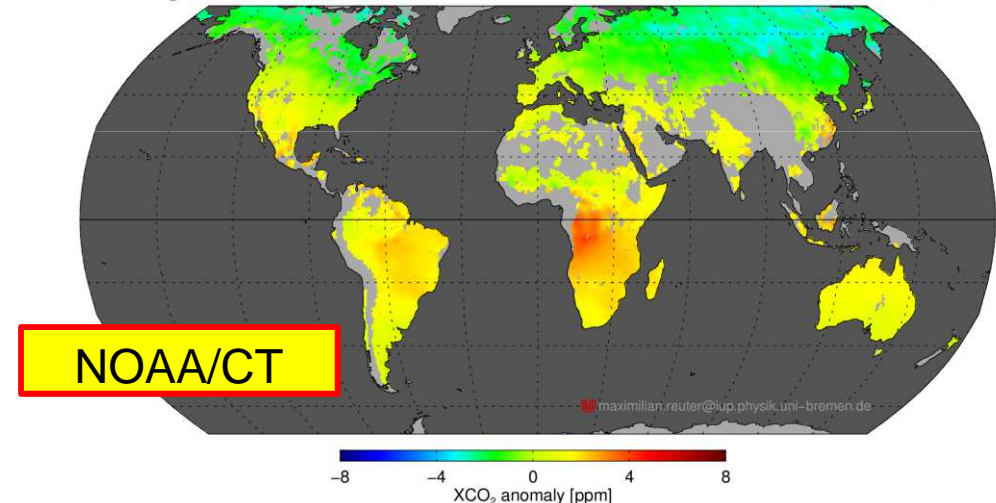 NOAA/CT
maximilian.reuter@iup.physik.uni-bremen.de
-8 -4 0 4 8
XCO₂ anomaly [ppm]